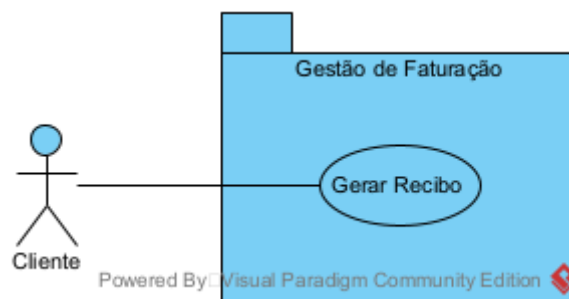 Gestão de Faturação
Gerar Recibo
Cliente
Powered By Visual Paradigm Community Edition